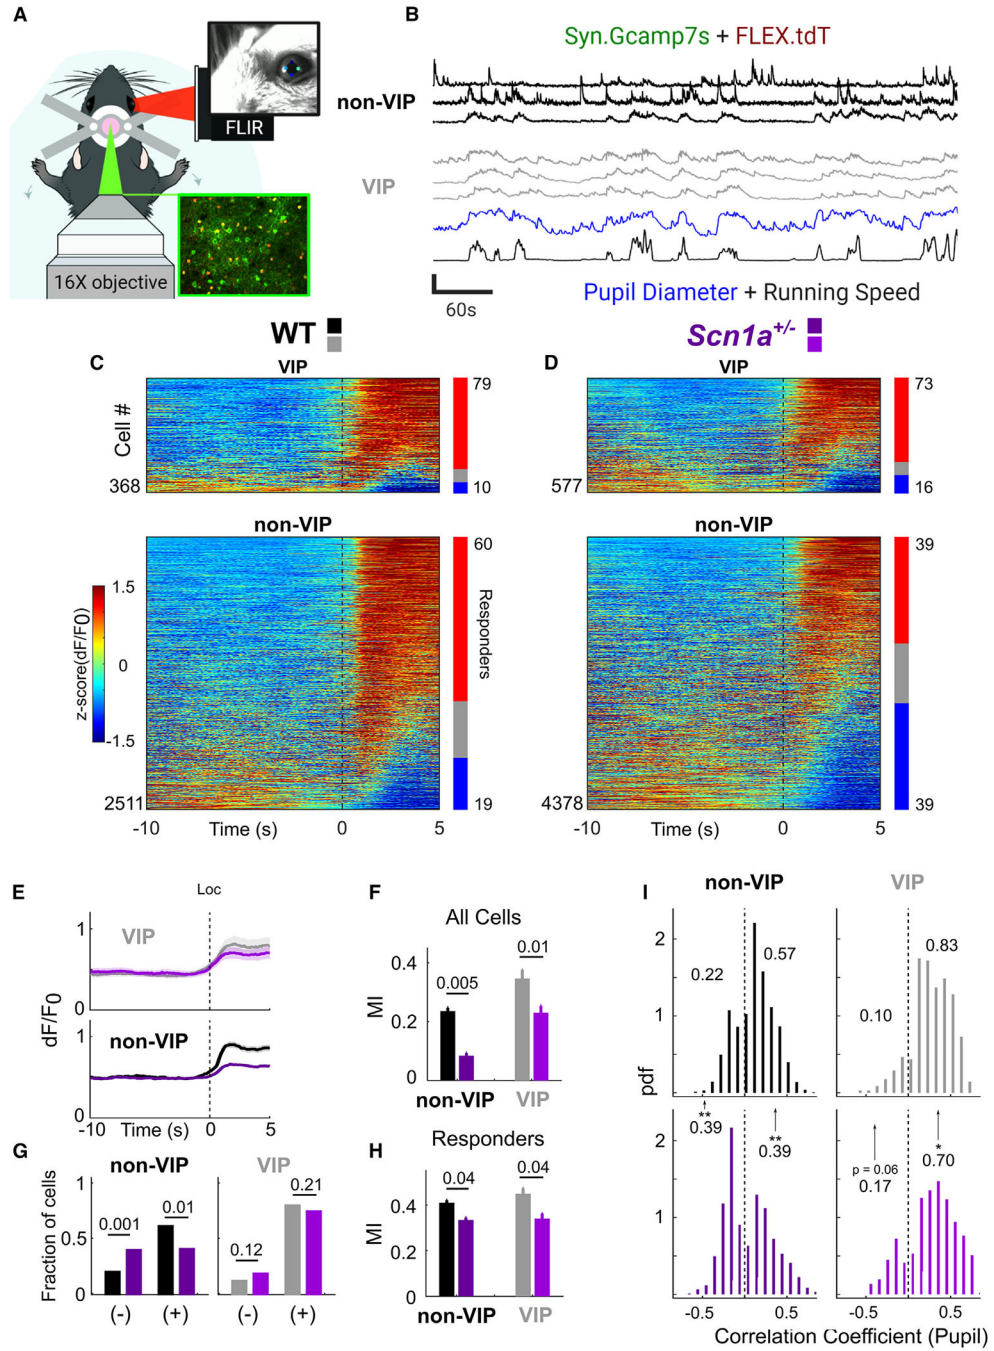 A
FLIR
16X objective
B
Syn.Gcamp7s + FLEX.tdT
non-VIP
VIP
60s
Pupil Diameter + Running Speed
WT
Scn1a+/-
C
VIP
Cell #
368
79
10
non-VIP
z-score(dF/F0)
1.5
0
-1.5
2511
60
Responders
19
-10
Time (s)
0
5
D
VIP
577
73
16
non-VIP
4378
39
39
-10
Time (s)
0
5
E
Loc
VIP
non-VIP
dF/F0
1
0
1
0
-10
Time (s)
0
5
F
All Cells
MI
0.4
0.2
0
0.005
0.01
non-VIP
VIP
G
non-VIP
VIP
Fraction of cells
1
0.5
0
0.001
0.01
0.12
0.21
(-)
(+)
(-)
(+)
H
Responders
MI
0.4
0.2
0
0.04
0.04
non-VIP
VIP
I
non-VIP
VIP
pdf
2
1
0.22
0.57
0.10
0.83
2
1
**
0.39
**
0.39
p = 0.06
0.17
*
0.70
-0.5
0.5
-0.5
0.5
Correlation Coefficient (Pupil)